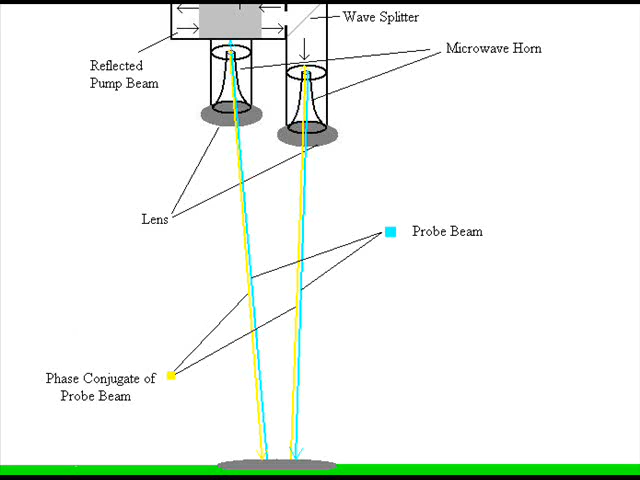 Wave Splitter
Microwave Horn
Reflected
Pump Beam
Lens
Probe Beam
Phase Conjugate of
Probe Beam